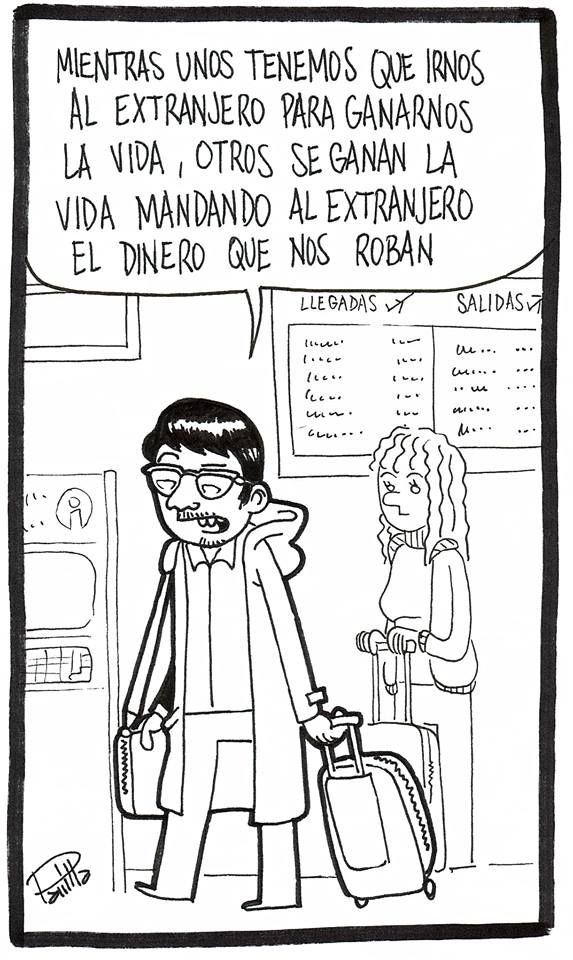 MIENTRAS UNOS TENEMOS QUE IRNOS
AL EXTRANJERO PARA GANARNOS
LA VIDA, OTROS SE GANAN LA
VIDA MANDANDO AL EXTRANJERO
EL DINERO QUE NOS ROBAN
LLEGADAS SALIDAS
i